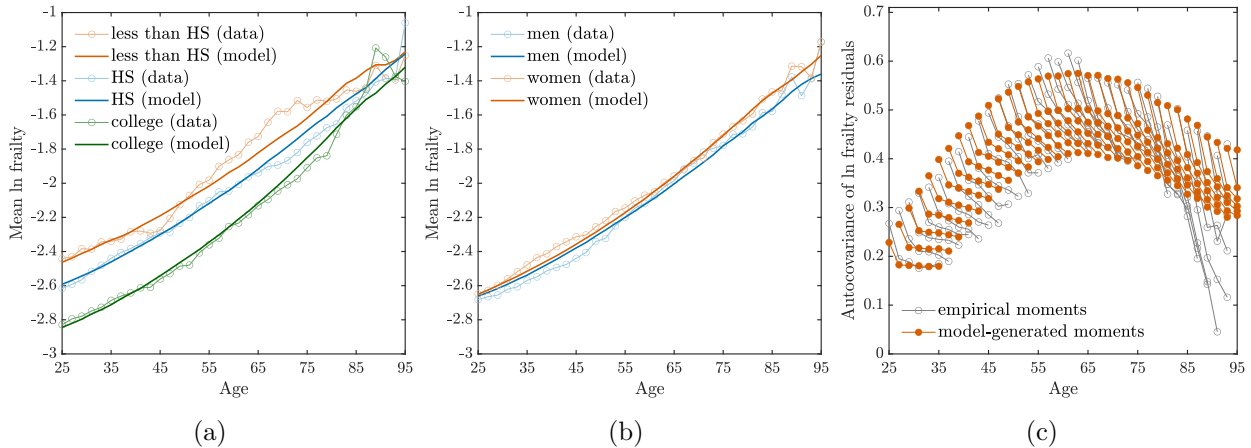 -1
-1.2
-1.4
-1.6
-1.8
-2
-2.2
-2.4
-2.6
-2.8
-3
Mean ln frailty
less than HS (data)
less than HS (model)
HS (data)
HS (model)
college (data)
college (model)
25 35 45 55 65 75 85 95
Age
(a)
-1
-1.2
-1.4
-1.6
-1.8
-2
-2.2
-2.4
-2.6
-2.8
-3
Mean ln frailty
men (data)
men (model)
women (data)
women (model)
25 35 45 55 65 75 85 95
Age
(b)
0.7
0.6
0.5
0.4
0.3
0.2
0.1
0
Autocovariance of ln frailty residuals
empirical moments
model-generated moments
25 35 45 55 65 75 85 95
Age
(c)